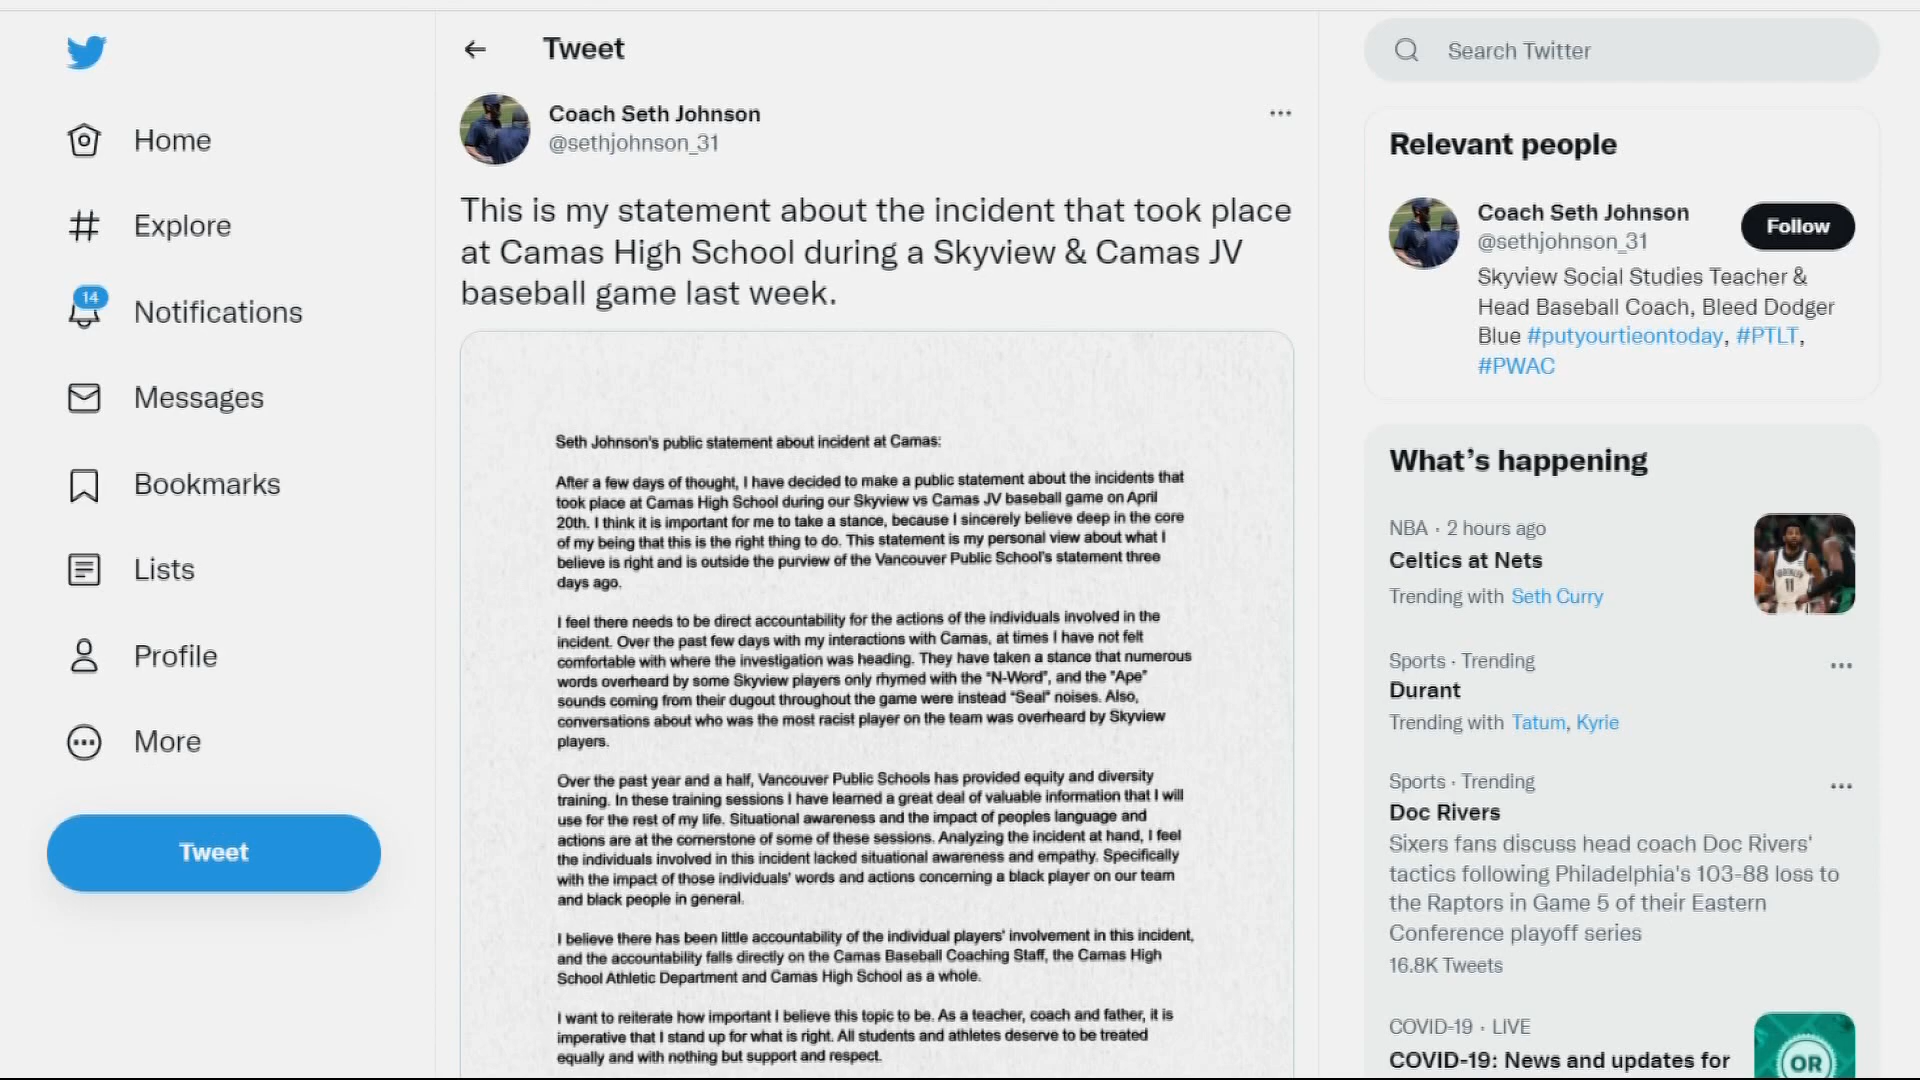 Tweet
Search Twitter
Coach Seth Johnson
@sethjohnson_31
Home
Explore
14
Notifications
Messages
Bookmarks
Lists
Profile
More
Tweet
This is my statement about the incident that took place
at Camas High School during a Skyview & Camas JV
baseball game last week.
Seth Johnson's public statement about incident at Camas:
After a few days of thought, I have decided to make a public statement about the incidents that
took place at Camas High School during our Skyview vs Camas JV baseball game on April
20th. I think it is important for me to take a stance, because I sincerely believe deep in the core
of my being that this is the right thing to do. This statement is my personal view about what I
believe is right and is outside the purview of the Vancouver Public School's statement three
days ago.
I feel there needs to be direct accountability for the actions of the individuals involved in the
incident. Over the past few days with my interactions with Camas, at times I have not felt
comfortable with where the investigation was heading. They have taken a stance that numerous
words overheard by some Skyview players only rhymed with the "N-Word", and the "Ape"
sounds coming from their dugout throughout the game were instead "Seal" noises. Also,
conversations about who was the most racist player on the team was overheard by Skyview
players.
Over the past year and a half, Vancouver Public Schools has provided equity and diversity
training. In these training sessions I have learned a great deal of valuable information that I will
use for the rest of my life. Situational awareness and the impact of peoples language and
actions are at the cornerstone of some of these sessions. Analyzing the incident at hand, I feel
the individuals involved in this incident lacked situational awareness and empathy. Specifically
with the impact of those individuals' words and actions concerning a black player on our team
and black people in general.
I believe there has been little accountability of the individual players' involvement in this incident,
and the accountability falls directly on the Camas Baseball Coaching Staff, the Camas High
School Athletic Department and Camas High School as a whole.
I want to reiterate how important I believe this topic to be. As a teacher, coach and father, it is
imperative that I stand up for what is right. All students and athletes deserve to be treated
equally and with nothing but support and respect.
Relevant people
Coach Seth Johnson
@sethjohnson_31
Follow
Skyview Social Studies Teacher &
Head Baseball Coach, Bleed Dodger
Blue #putyourtieontoday, #PTLT,
#PWAC
What's happening
NBA · 2 hours ago
Celtics at Nets
Trending with Seth Curry
Sports · Trending
Durant
Trending with Tatum, Kyrie
Sports · Trending
Doc Rivers
Sixers fans discuss head coach Doc Rivers'
tactics following Philadelphia's 103-88 loss to
the Raptors in Game 5 of their Eastern
Conference playoff series
16.8K Tweets
COVID-19 · LIVE
COVID-19: News and updates for
OR